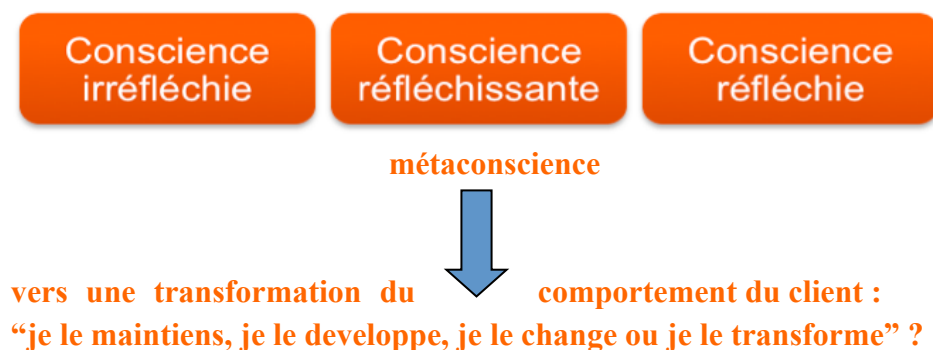 Conscience irréfléchie
Conscience réfléchissante
Conscience réfléchie
métaconscience
vers une transformation du comportement du client :
“je le maintiens, je le developpe, je le change ou je le transforme” ?